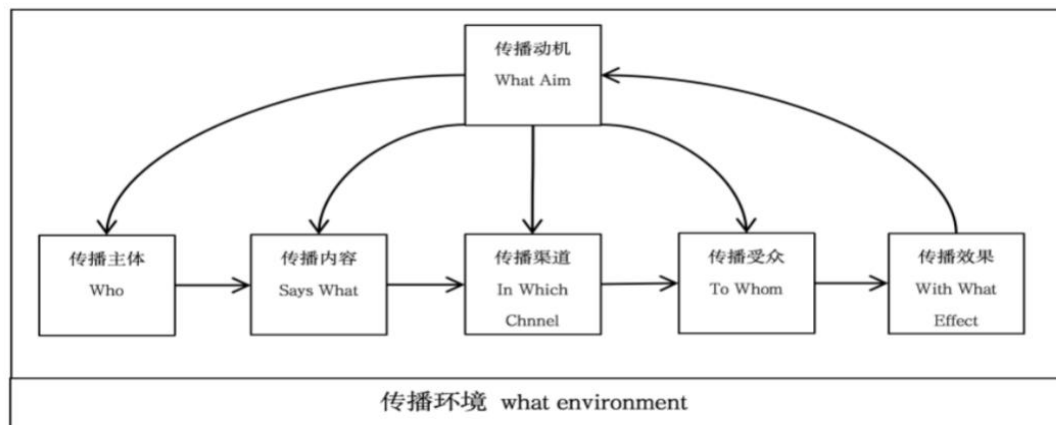 传播动机
What Aim
传播主体
Who
传播内容
Says What
传播渠道
In Which
Chnnel
传播受众
To Whom
传播效果
With What
Effect
传播环境 what environment